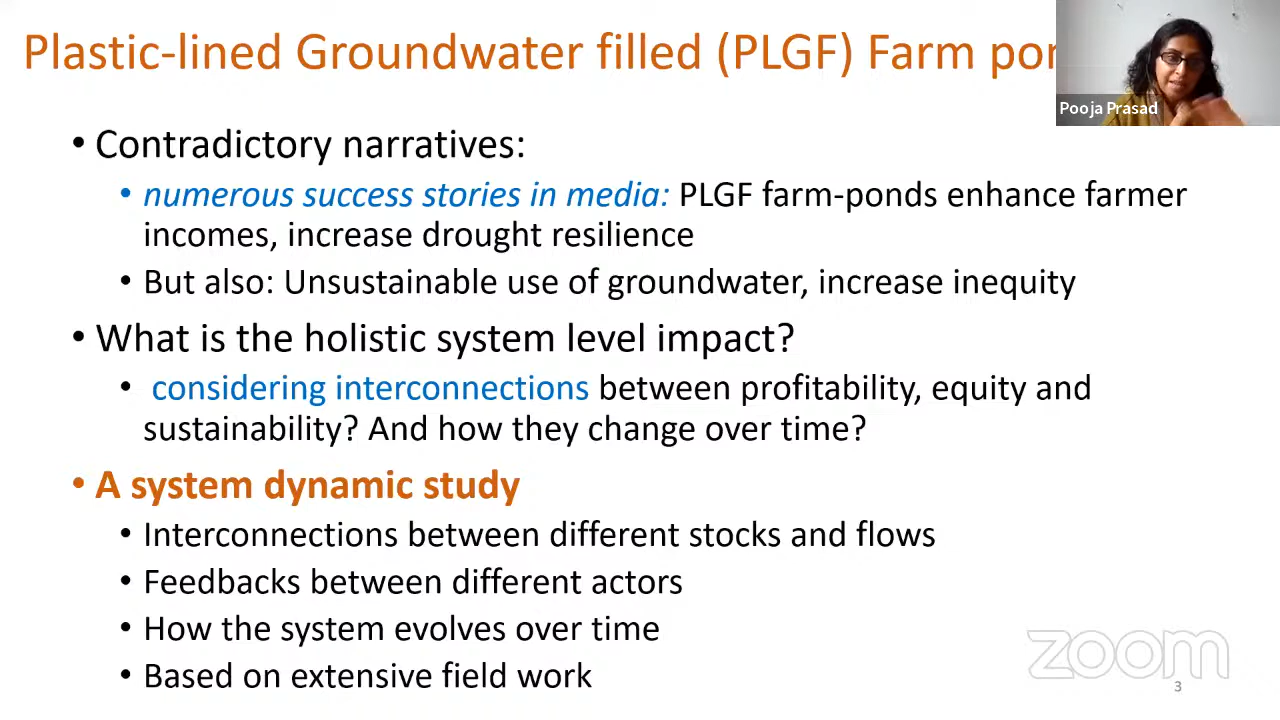 Plastic-lined Groundwater filled (PLGF) Farm
Pooja Prasad
• Contradictory narratives:
• numerous success stories in media: PLGF farm-ponds enhance farmer
incomes, increase drought resilience
• But also: Unsustainable use of groundwater, increase inequity
• What is the holistic system level impact?
• considering interconnections between profitability, equity and
sustainability? And how they change over time?
• A system dynamic study
• Interconnections between different stocks and flows
• Feedbacks between different actors
• How the system evolves over time
• Based on extensive field work
zoom
3